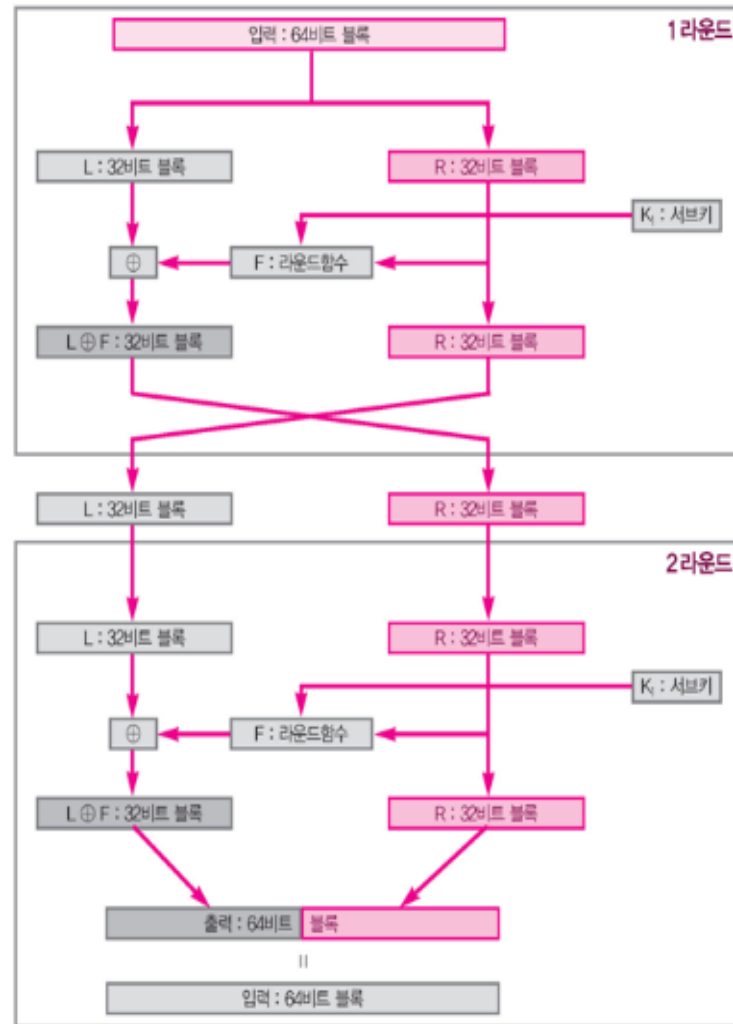 1라운드
입력 : 64비트 블록
L : 32비트 블록
R : 32비트 블록
K₁ : 서브키
⊕
F : 라운드함수
L ⊕ F : 32비트 블록
R : 32비트 블록
L : 32비트 블록
R : 32비트 블록
2라운드
L : 32비트 블록
R : 32비트 블록
K₁ : 서브키
⊕
F : 라운드함수
L ⊕ F : 32비트 블록
R : 32비트 블록
출력 : 64비트 블록
=
입력 : 64비트 블록